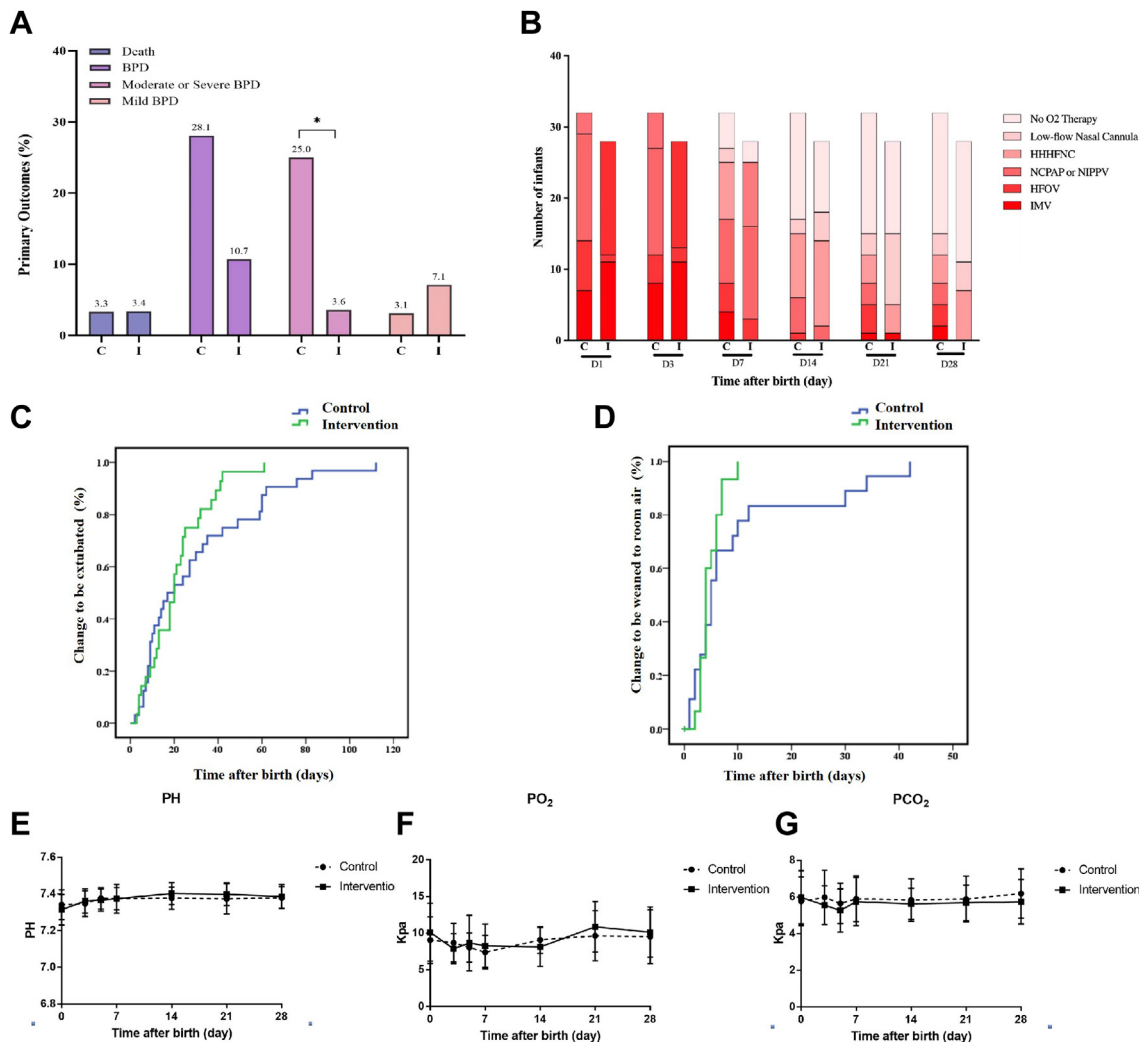 A
Primary Outcomes (%)
40
30
20
10
0
Death
BPD
Moderate or Severe BPD
Mild BPD
3.3
3.4
28.1
10.7
25.0
*
3.6
3.1
7.1
C I C I C I C I
B
Number of infants
40
30
20
10
0
No O2 Therapy
Low-flow Nasal Cannula
HHHFNC
NCPAP or NIPPV
HFOV
IMV
C I C I C I C I C I C I
D1 D3 D7 D14 D21 D28
Time after birth (day)
C
Control
Intervention
Change to be extubated (%)
1.0
0.8
0.6
0.4
0.2
0.0
0 20 40 60 80 100 120
Time after birth (days)
D
Control
Intervention
Change to be weaned to room air (%)
1.0
0.8
0.6
0.4
0.2
0.0
0 10 20 30 40 50
Time after birth (days)
E
PH
PH
7.6
7.4
7.2
7.0
6.8
0 7 14 21 28
Time after birth (day)
Control
Interventio
F
PO2
Kpa
20
15
10
5
0
0 7 14 21 28
Time after birth (day)
Control
Intervention
G
PCO2
Kpa
8
6
4
2
0
0 7 14 21 28
Time after birth (day)
Control
Intervention